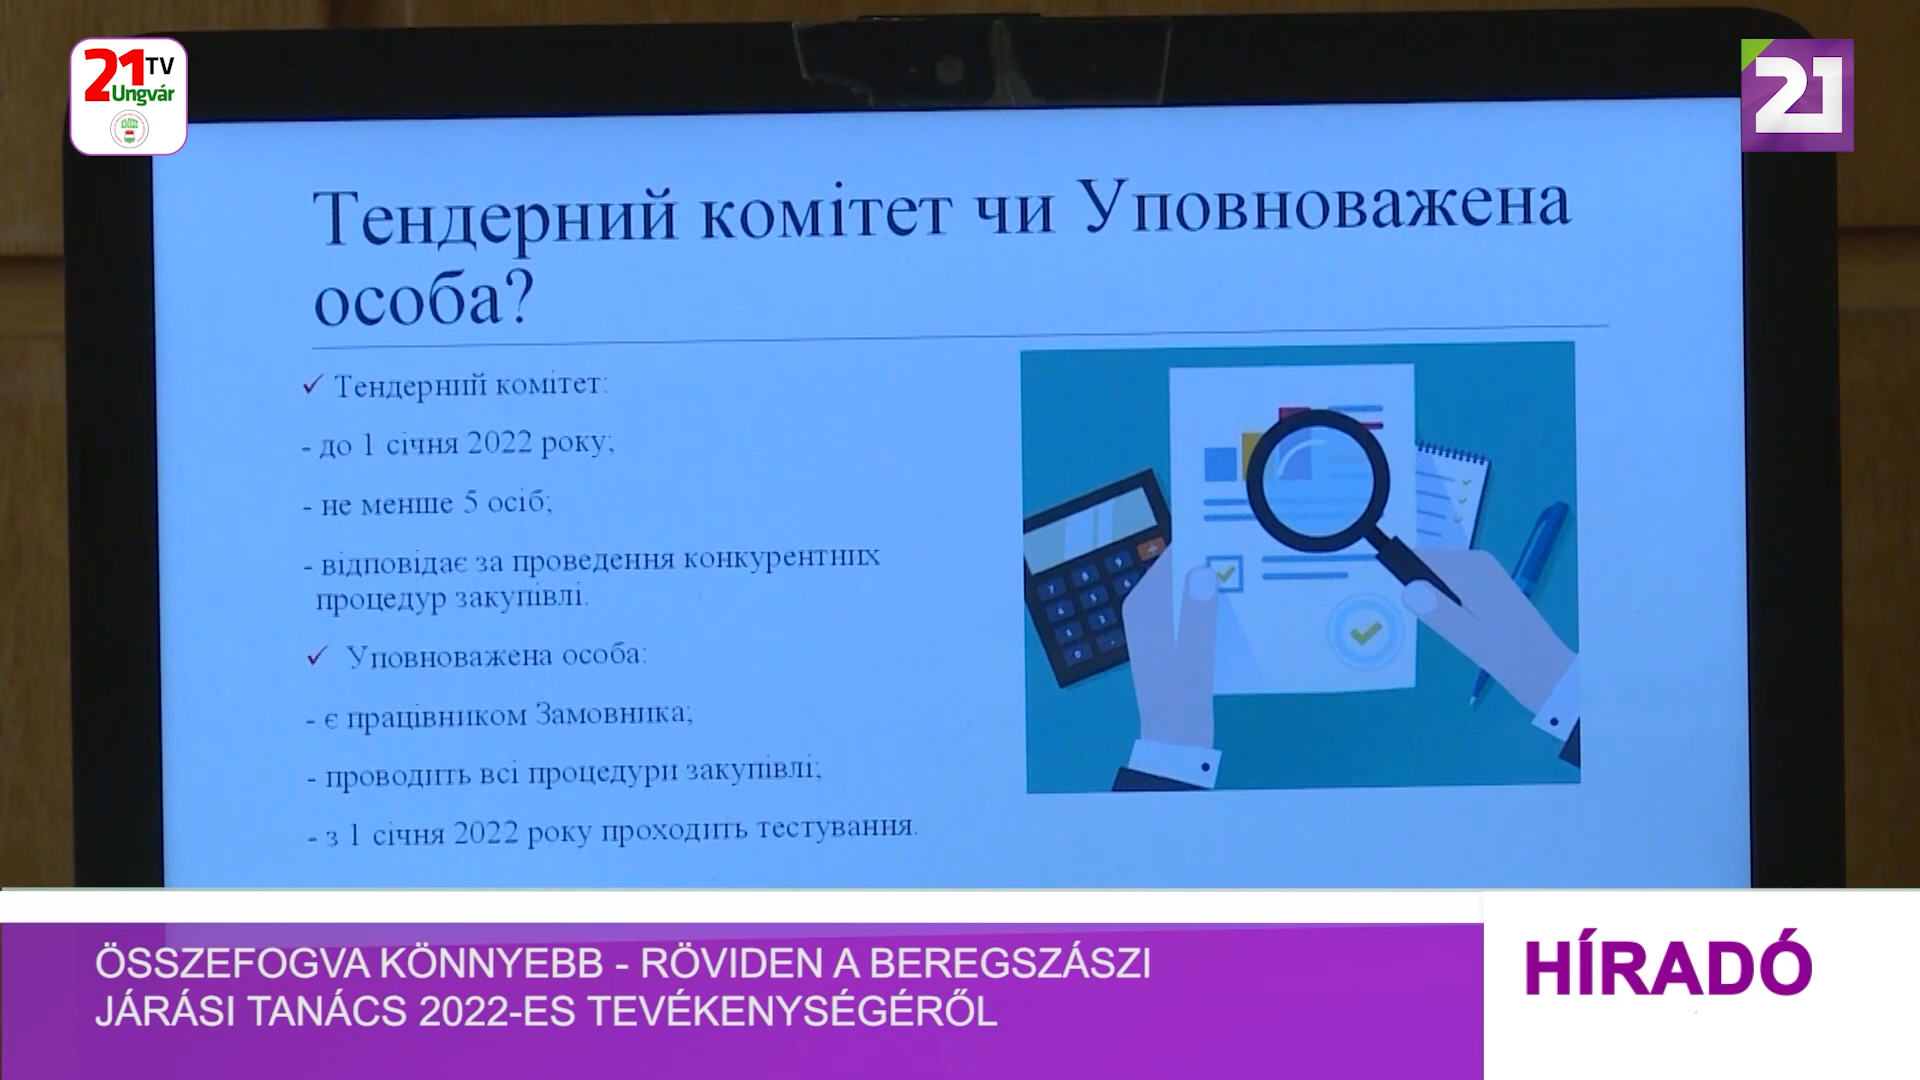 21 TV
Ungvár
21
Тендерний комітет чи Уповноважена
особа?
✓ Тендерний комітет:
- до 1 січня 2022 року;
- не менше 5 осіб;
- відповідає за проведення конкурентних
процедур закупівлі.
✓ Уповноважена особа:
- є працівником Замовника;
- проводить всі процедури закупівлі;
- з 1 січня 2022 року проходить тестування.
ÖSSZEFOGVA KÖNNYEBB - RÖVIDEN A BEREGSZÁSZI
JÁRÁSI TANÁCS 2022-ES TEVÉKENYSÉGÉRŐL
HÍRADÓ